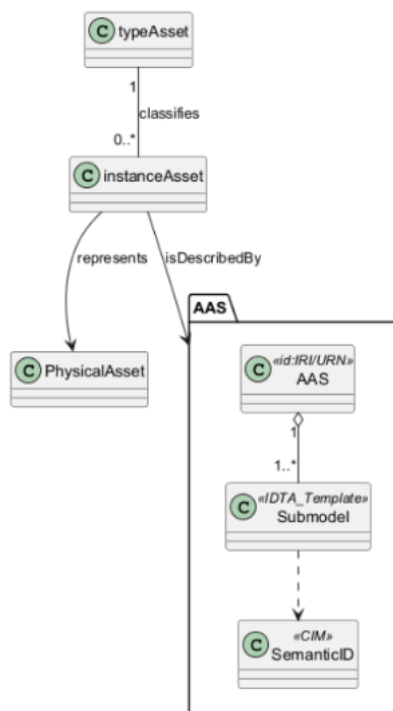 C typeAsset
1
classifies
0..*
C instanceAsset
represents
isDescribedBy
AAS
C PhysicalAsset
«id:IRI/URN»
C AAS
1
1..*
«IDTA_Template»
C Submodel
«CIM»
C SemanticID